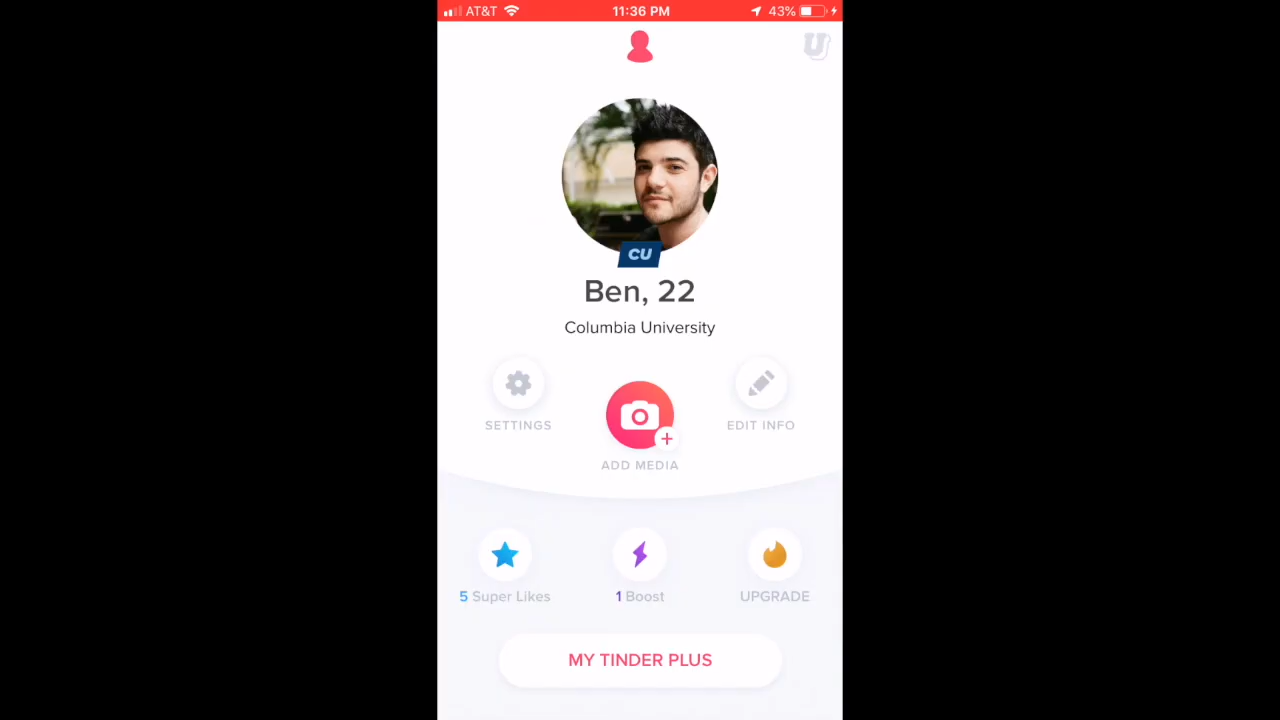 AT&T 11:36 PM 43%
U
CU
Ben, 22
Columbia University
SETTINGS EDIT INFO
ADD MEDIA
5 Super Likes 1 Boost UPGRADE
MY TINDER PLUS